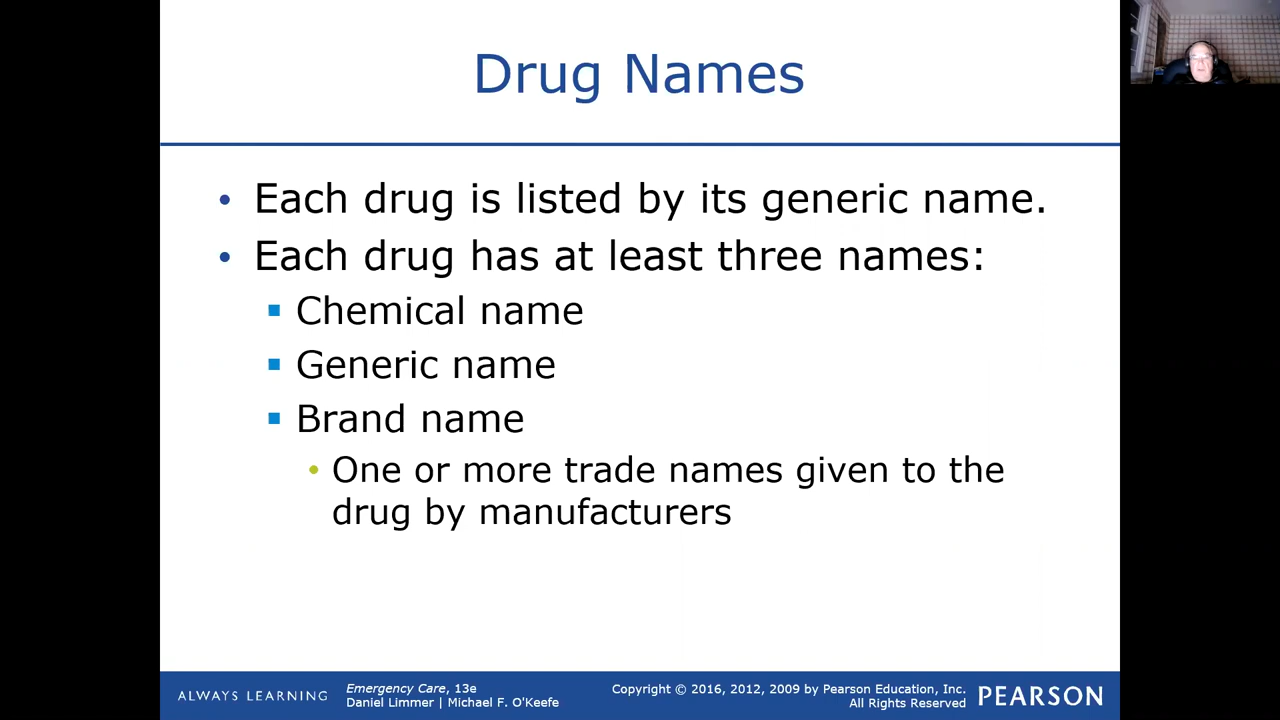 Drug Names
• Each drug is listed by its generic name.
• Each drug has at least three names:
▪ Chemical name
▪ Generic name
▪ Brand name
• One or more trade names given to the
drug by manufacturers
ALWAYS LEARNING
Emergency Care, 13e
Daniel Limmer | Michael F. O'Keefe
Copyright © 2016, 2012, 2009 by Pearson Education, Inc.
All Rights Reserved
PEARSON